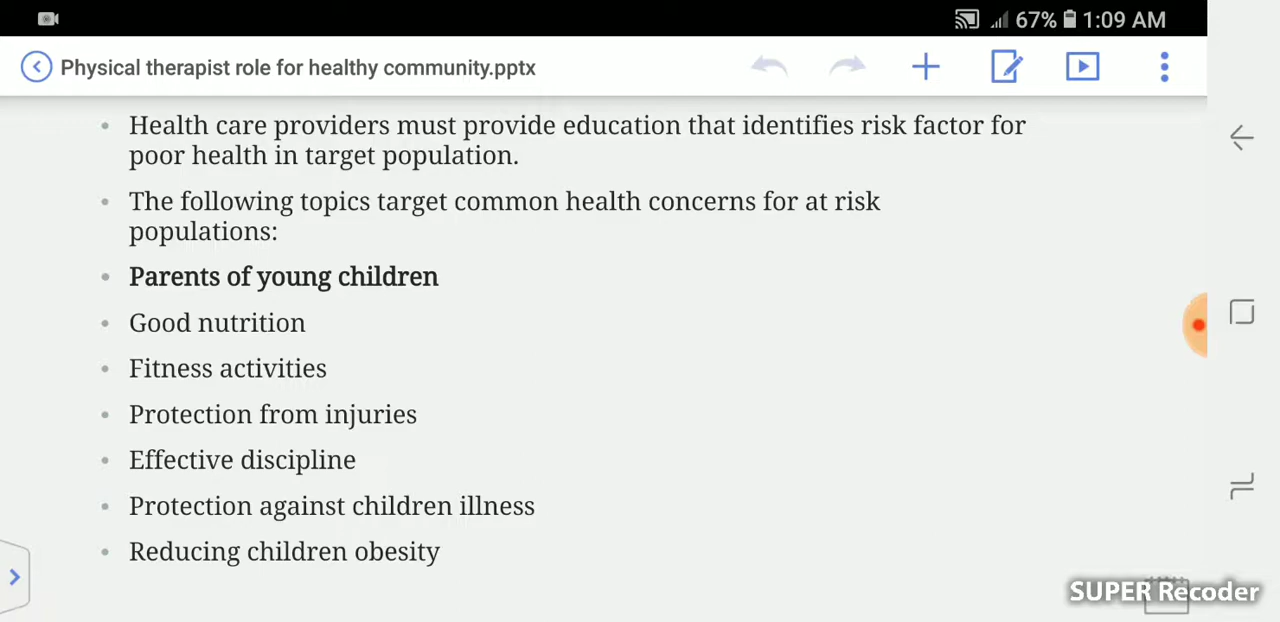 67% 1:09 AM
Physical therapist role for healthy community.pptx
• Health care providers must provide education that identifies risk factor for
poor health in target population.
• The following topics target common health concerns for at risk
populations:
• Parents of young children
• Good nutrition
• Fitness activities
• Protection from injuries
• Effective discipline
• Protection against children illness
• Reducing children obesity
SUPER Recoder